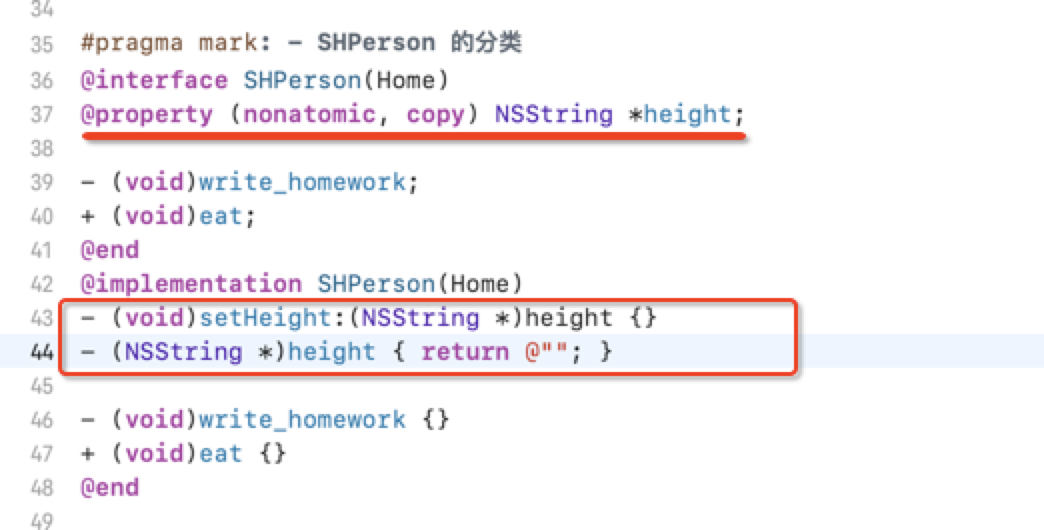 34
35 #pragma mark: - SHPerson 的分类
36 @interface SHPerson(Home)
37 @property (nonatomic, copy) NSString *height;
38
39 - (void)write_homework;
40 + (void)eat;
41 @end
42 @implementation SHPerson(Home)
43 - (void)setHeight:(NSString *)height {}
44 - (NSString *)height { return @""; }
45
46 - (void)write_homework {}
47 + (void)eat {}
48 @end
49